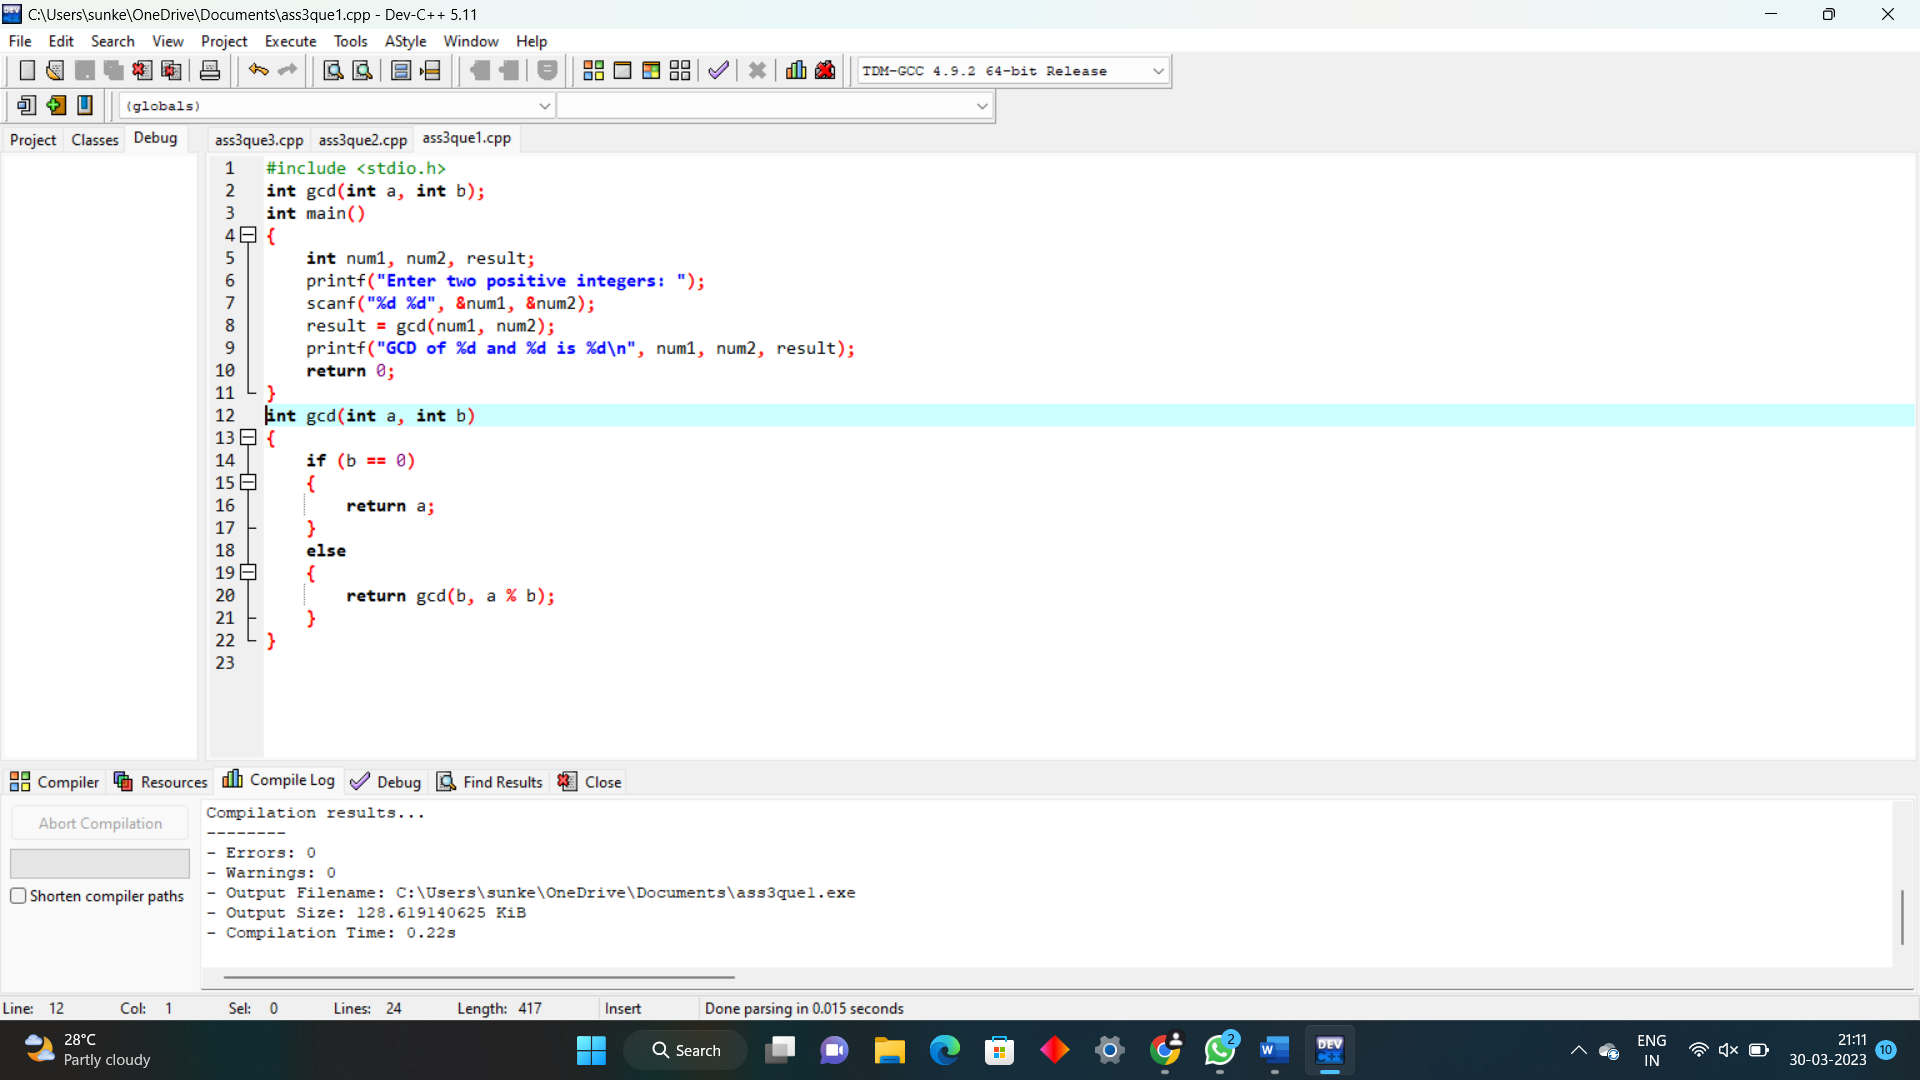 C:\Users\sunke\OneDrive\Documents\ass3que1.cpp - Dev-C++ 5.11
File Edit Search View Project Execute Tools AStyle Window Help
TDM-GCC 4.9.2 64-bit Release
(globals)
Project Classes Debug ass3que3.cpp ass3que2.cpp ass3que1.cpp
1 #include <stdio.h>
2 int gcd(int a, int b);
3 int main()
4 {
5 int num1, num2, result;
6 printf("Enter two positive integers: ");
7 scanf("%d %d", &num1, &num2);
8 result = gcd(num1, num2);
9 printf("GCD of %d and %d is %d\n", num1, num2, result);
10 return 0;
11 }
12 int gcd(int a, int b)
13 {
14 if (b == 0)
15 {
16 return a;
17 }
18 else
19 {
20 return gcd(b, a % b);
21 }
22 }
23
Compiler Resources Compile Log Debug Find Results Close
Abort Compilation
Shorten compiler paths
Compilation results...
--------
- Errors: 0
- Warnings: 0
- Output Filename: C:\Users\sunke\OneDrive\Documents\ass3que1.exe
- Output Size: 128.619140625 KiB
- Compilation Time: 0.22s
Line: 12 Col: 1 Sel: 0 Lines: 24 Length: 417 Insert Done parsing in 0.015 seconds
28°C
Partly cloudy
Search
2
W
DEV
C++
ENG
IN
21:11
30-03-2023
10